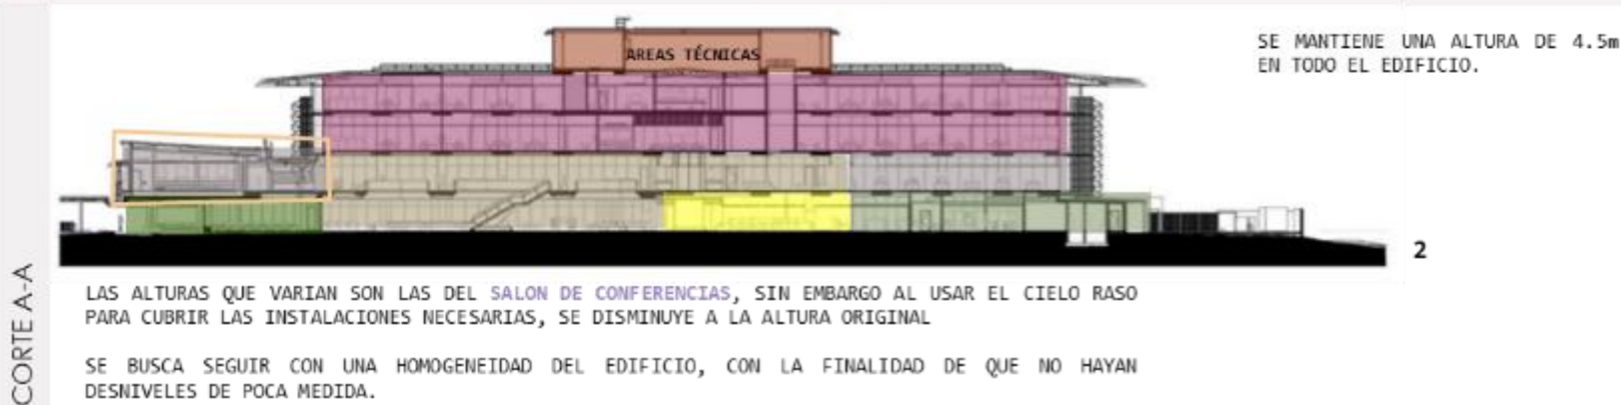 AREAS TÉCNICAS
SE MANTIENE UNA ALTURA DE 4.5m
EN TODO EL EDIFICIO.
2
CORTE A-A
LAS ALTURAS QUE VARIAN SON LAS DEL SALON DE CONFERENCIAS, SIN EMBARGO AL USAR EL CIELO RASO
PARA CUBRIR LAS INSTALACIONES NECESARIAS, SE DISMINUYE A LA ALTURA ORIGINAL
SE BUSCA SEGUIR CON UNA HOMOGENEIDAD DEL EDIFICIO, CON LA FINALIDAD DE QUE NO HAYAN
DESNIVELES DE POCA MEDIDA.